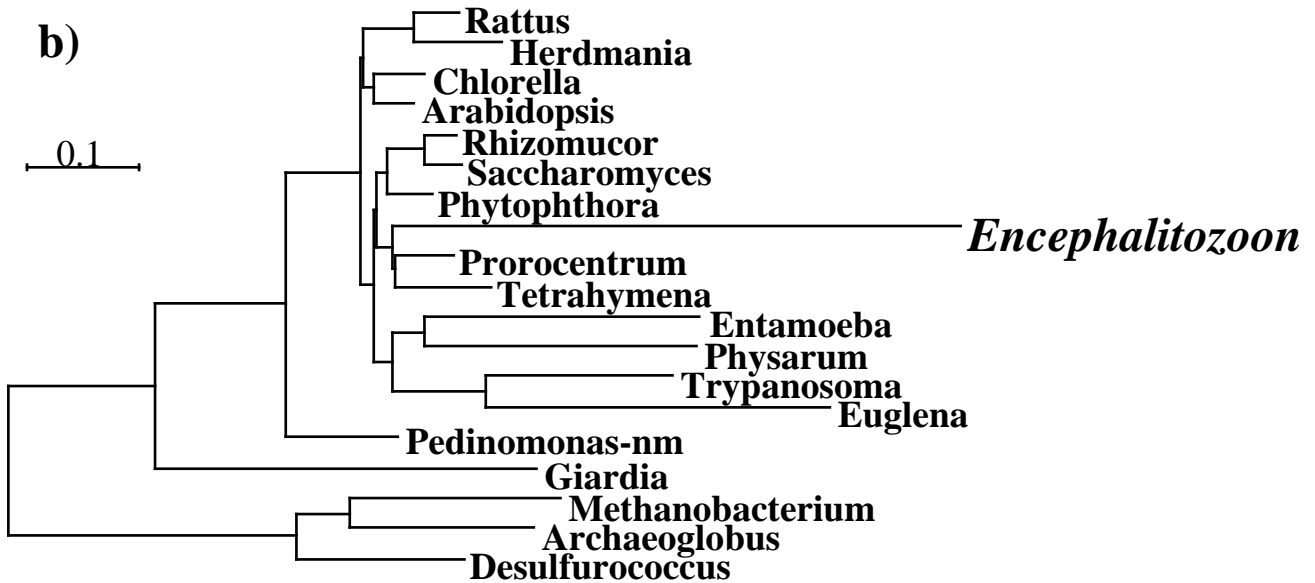 b)
0.1
Rattus
Herdmania
Chlorella
Arabidopsis
Rhizomucor
Saccharomyces
Phytophthora
Encephalitozoon
Prorocentrum
Tetrahymena
Entamoeba
Physarum
Trypanosoma
Euglena
Pedinomonas-nm
Giardia
Methanobacterium
Archaeoglobus
Desulfurococcus